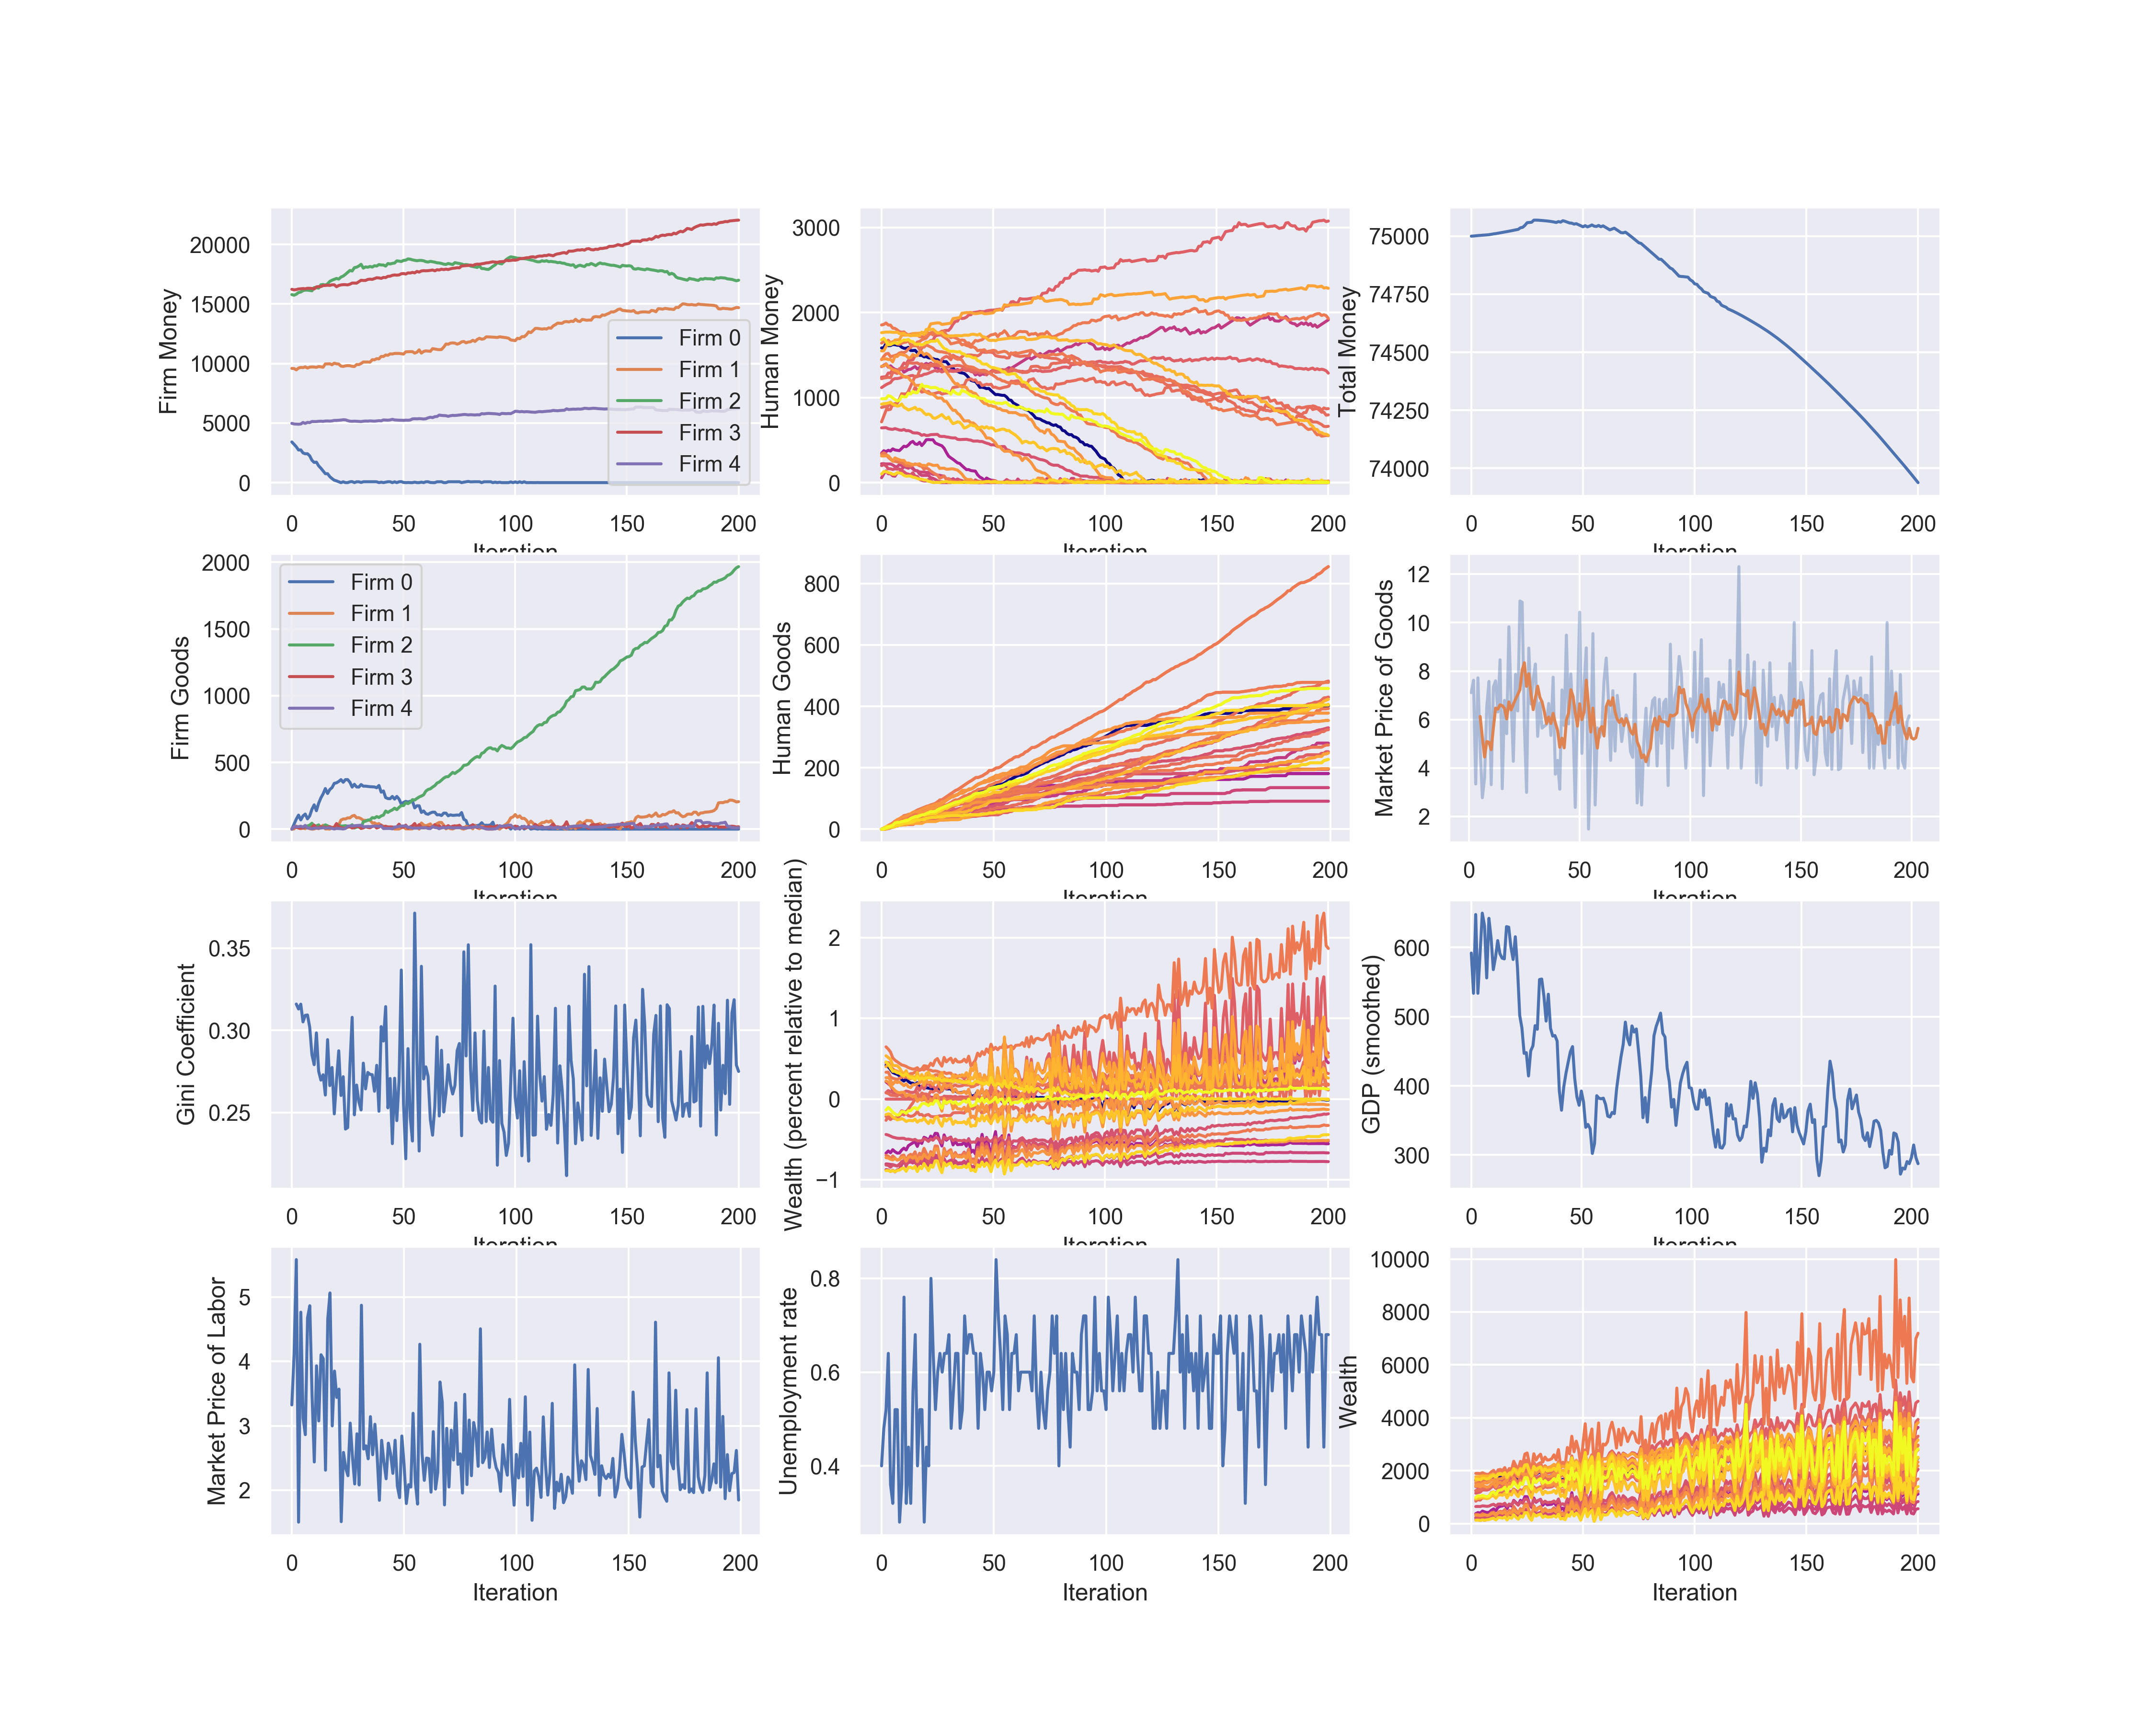 Firm Money
20000
15000
10000
5000
0
Firm 0
Firm 1
Firm 2
Firm 3
Firm 4
0 50 100 150 200
Iteration
Human Money
3000
2000
1000
0
0 50 100 150 200
Iteration
Total Money
75000
74750
74500
74250
74000
0 50 100 150 200
Iteration
Firm Goods
2000
1500
1000
500
0
Firm 0
Firm 1
Firm 2
Firm 3
Firm 4
0 50 100 150 200
Iteration
Human Goods
800
600
400
200
0
0 50 100 150 200
Iteration
Market Price of Goods
12
10
8
6
4
2
0 50 100 150 200
Iteration
Gini Coefficient
0.35
0.30
0.25
0 50 100 150 200
Iteration
Wealth (percent relative to median)
2
1
0
−1
0 50 100 150 200
Iteration
GDP (smoothed)
600
500
400
300
0 50 100 150 200
Iteration
Market Price of Labor
5
4
3
2
0 50 100 150 200
Iteration
Unemployment rate
0.8
0.6
0.4
0 50 100 150 200
Iteration
Wealth
10000
8000
6000
4000
2000
0
0 50 100 150 200
Iteration